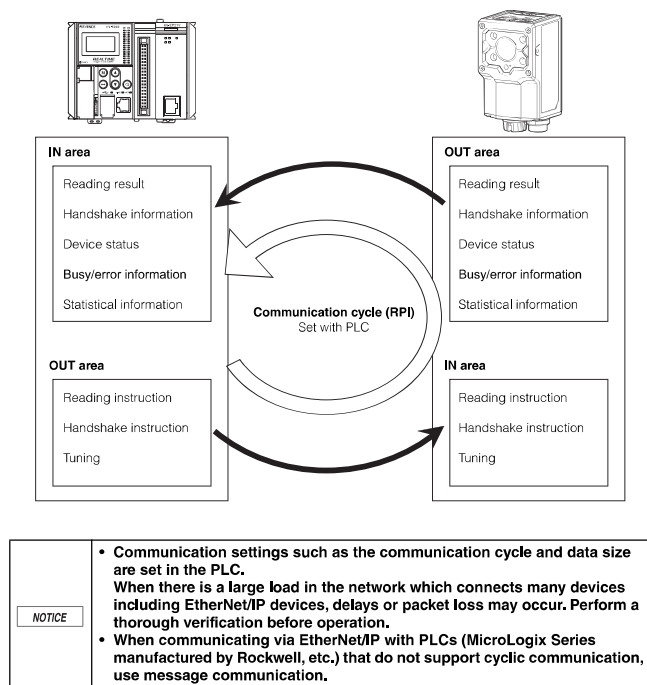 IN area
Reading result
Handshake information
Device status
Busy/error information
Statistical information
OUT area
Reading instruction
Handshake instruction
Tuning
Communication cycle (RPI)
Set with PLC
OUT area
Reading result
Handshake information
Device status
Busy/error information
Statistical information
IN area
Reading instruction
Handshake instruction
Tuning
NOTICE
• Communication settings such as the communication cycle and data size
are set in the PLC.
When there is a large load in the network which connects many devices
including EtherNet/IP devices, delays or packet loss may occur. Perform a
thorough verification before operation.
• When communicating via EtherNet/IP with PLCs (MicroLogix Series
manufactured by Rockwell, etc.) that do not support cyclic communication,
use message communication.